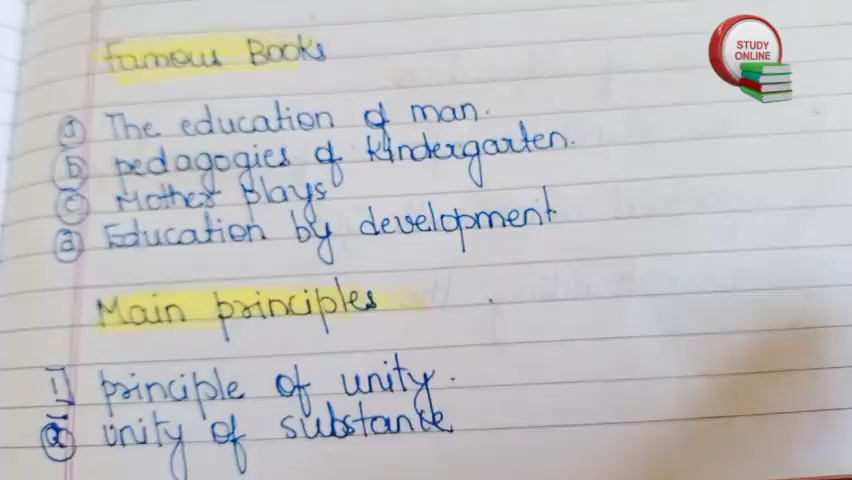 STUDY
ONLINE
famous Books
a The education of man.
b pedagogies of kindergarten.
c Mother plays
d Education by development
Main principles
1) principle of unity.
a unity of substance